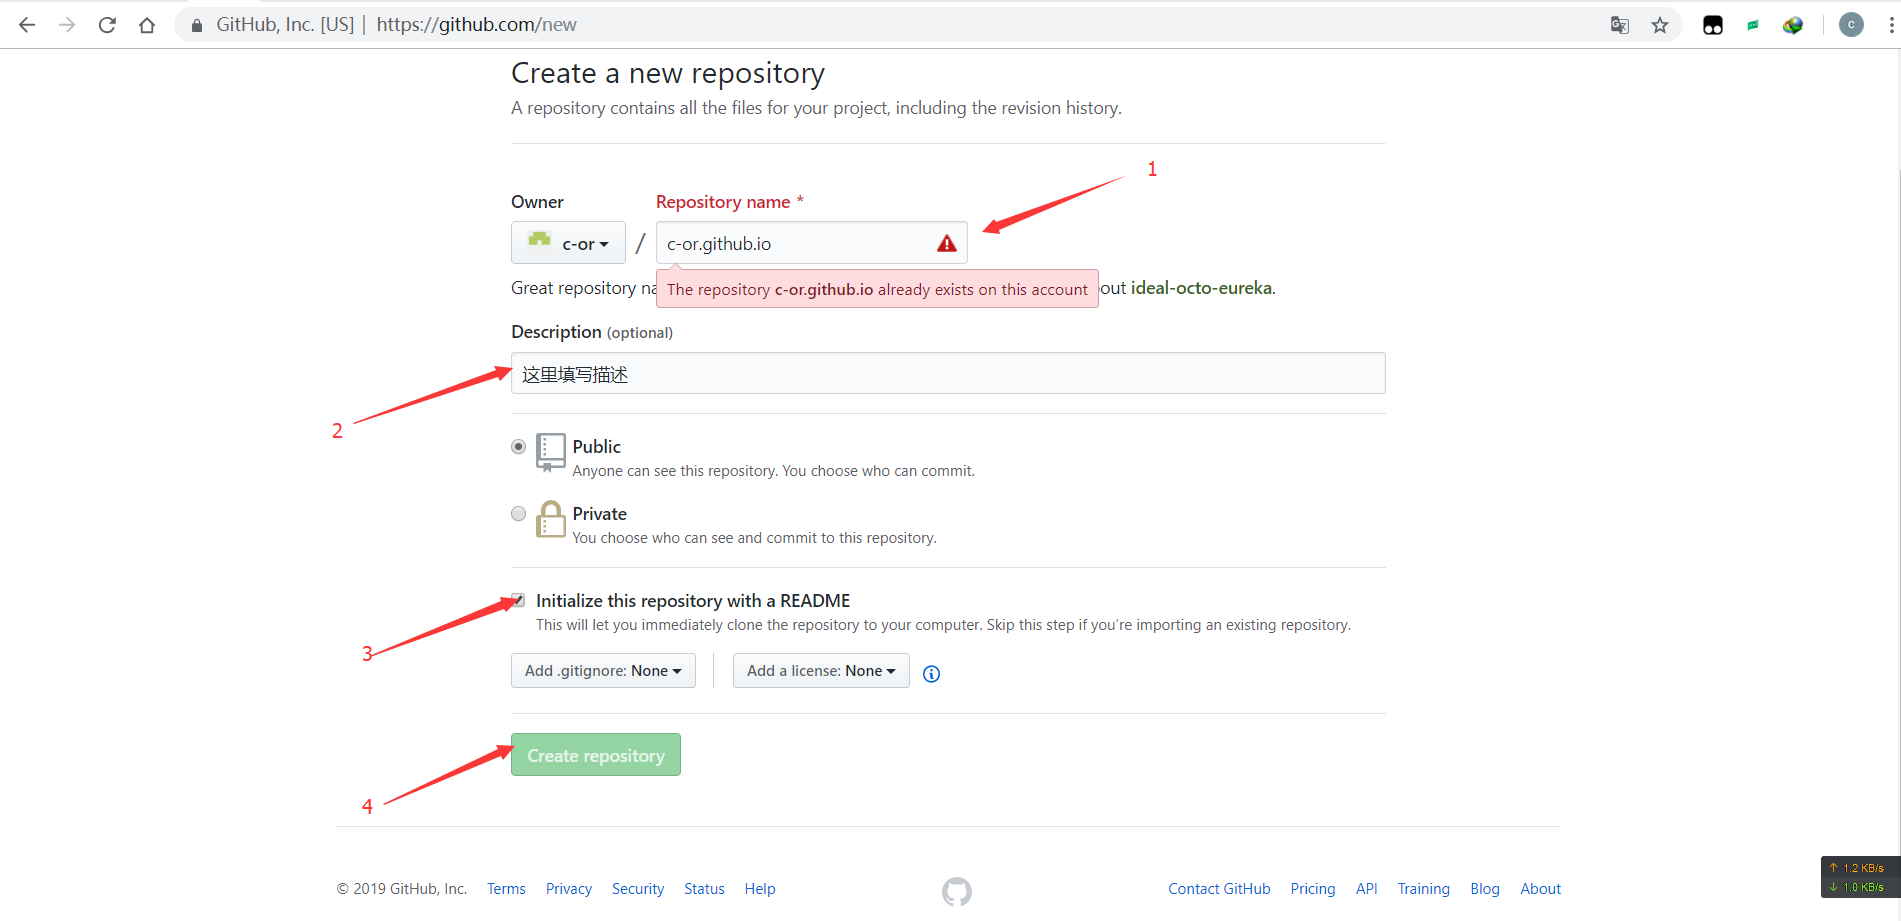 GitHub, Inc. [US] | https://github.com/new
C
Create a new repository
A repository contains all the files for your project, including the revision history.
1
Owner
Repository name *
c-or / c-or.github.io
Great repository na
The repository c-or.github.io already exists on this account
out ideal-octo-eureka.
Description (optional)
这里填写描述
2
Public
Anyone can see this repository. You choose who can commit.
Private
You choose who can see and commit to this repository.
Initialize this repository with a README
This will let you immediately clone the repository to your computer. Skip this step if you're importing an existing repository.
3
Add .gitignore: None
Add a license: None
Create repository
4
© 2019 GitHub, Inc. Terms Privacy Security Status Help
Contact GitHub Pricing API Training Blog About
↑ 1.2 KB/s
↓ 1.0 KB/s